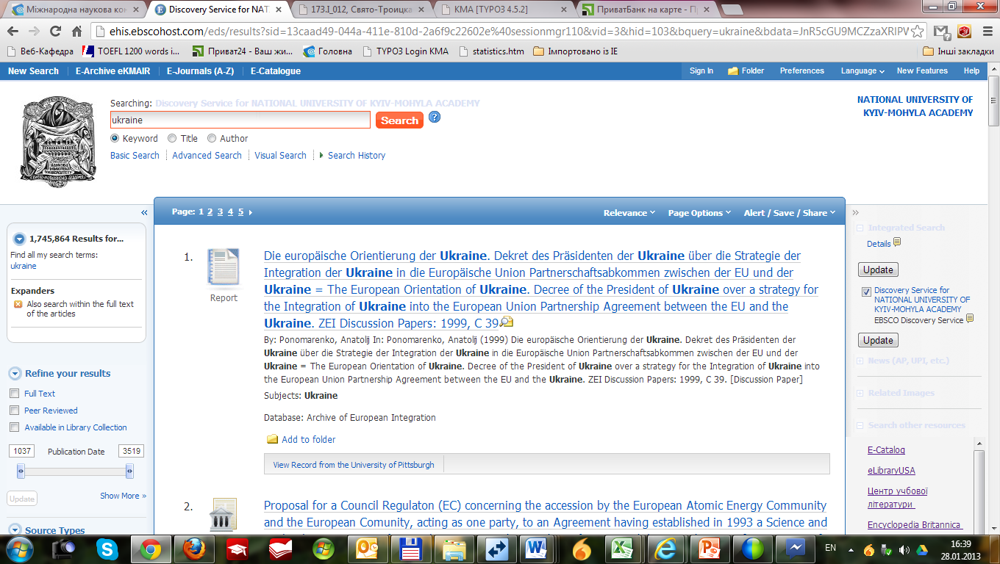 Міжнародна наукова кон
Discovery Service for NAT
173.I_012, Свято-Троицка
KMA [TYPO3 4.5.2]
ПриватБанк на карте - П
ehis.ebscohost.com/eds/results?sid=13caad49-044a-411e-810d-2a6f9c22602e%40sessionmgr110&vid=3&hid=103&bquery=ukraine&bdata=JnR5cGU9MCZzaXRlPW
Веб-Кафедра
TOEFL 1200 words i...
Приват24 - Ваш жи...
Головна
TYPO3 Login KMA
statistics.htm
Імпортовано із IE
Інші закладки
New Search
E-Archive eKMAIR
E-Journals (A-Z)
E-Catalogue
Sign In
Folder
Preferences
Language
New Features
Help
Searching: Discovery Service for NATIONAL UNIVERSITY OF KYIV-MOHYLA ACADEMY
ukraine
Search
Keyword
Title
Author
Basic Search
Advanced Search
Visual Search
Search History
NATIONAL UNIVERSITY OF
KYIV-MOHYLA ACADEMY
«
1,745,864 Results for...
Find all my search terms:
ukraine
Expanders
Also search within the full text
of the articles
Refine your results
Full Text
Peer Reviewed
Available in Library Collection
1037
Publication Date
3519
Update
Show More »
Source Types
Page: 1 2 3 4 5
Relevance
Page Options
Alert / Save / Share
1.
Report
Die europäische Orientierung der Ukraine. Dekret des Präsidenten der Ukraine über die Strategie der
Integration der Ukraine in die Europäische Union Partnerschaftsabkommen zwischen der EU und der
Ukraine = The European Orientation of Ukraine. Decree of the President of Ukraine over a strategy for
the Integration of Ukraine into the European Union Partnership Agreement between the EU and the
Ukraine. ZEI Discussion Papers: 1999, C 39
By: Ponomarenko, Anatolij In: Ponomarenko, Anatolij (1999) Die europäische Orientierung der Ukraine. Dekret des Präsidenten der
Ukraine über die Strategie der Integration der Ukraine in die Europäische Union Partnerschaftsabkommen zwischen der EU und der
Ukraine = The European Orientation of Ukraine. Decree of the President of Ukraine over a strategy for the Integration of Ukraine into
the European Union Partnership Agreement between the EU and the Ukraine. ZEI Discussion Papers: 1999, C 39. [Discussion Paper]
Subjects: Ukraine
Database: Archive of European Integration
Add to folder
View Record from the University of Pittsburgh
2.
Proposal for a Council Regulaton (EC) concerning the accession by the European Atomic Energy Community
and the European Comunity, acting as one party, to an Agreement having established in 1993 a Science and
»
Integrated Search
Details
Update
Discovery Service for
NATIONAL UNIVERSITY OF
KYIV-MOHYLA ACADEMY
EBSCO Discovery Service
Update
News (AP, UPI, etc.)
Related Images
Search other resources
E-Catalog
eLibraryUSA
Центр учбової
літератури
Encyclopedia Britannica
EN
16:39
28.01.2013